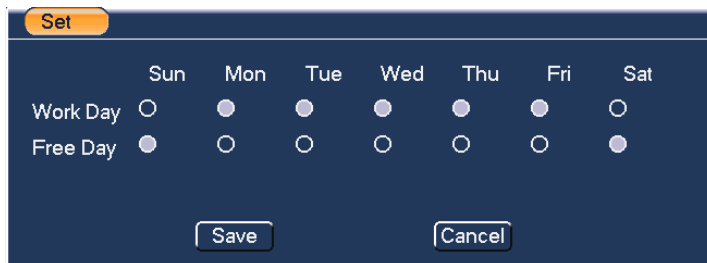 Set
Sun Mon Tue Wed Thu Fri Sat
Work Day
Free Day
Save Cancel